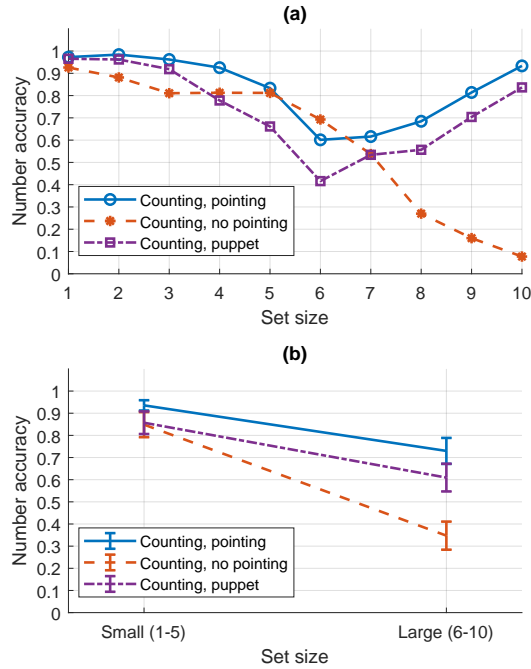 (a)
1
0.9
0.8
0.7
0.6
0.5
0.4
0.3
0.2
0.1
0
Number accuracy
Counting, pointing
Counting, no pointing
Counting, puppet
1 2 3 4 5 6 7 8 9 10
Set size
(b)
1
0.9
0.8
0.7
0.6
0.5
0.4
0.3
0.2
0.1
0
Number accuracy
Counting, pointing
Counting, no pointing
Counting, puppet
Small (1-5) Large (6-10)
Set size